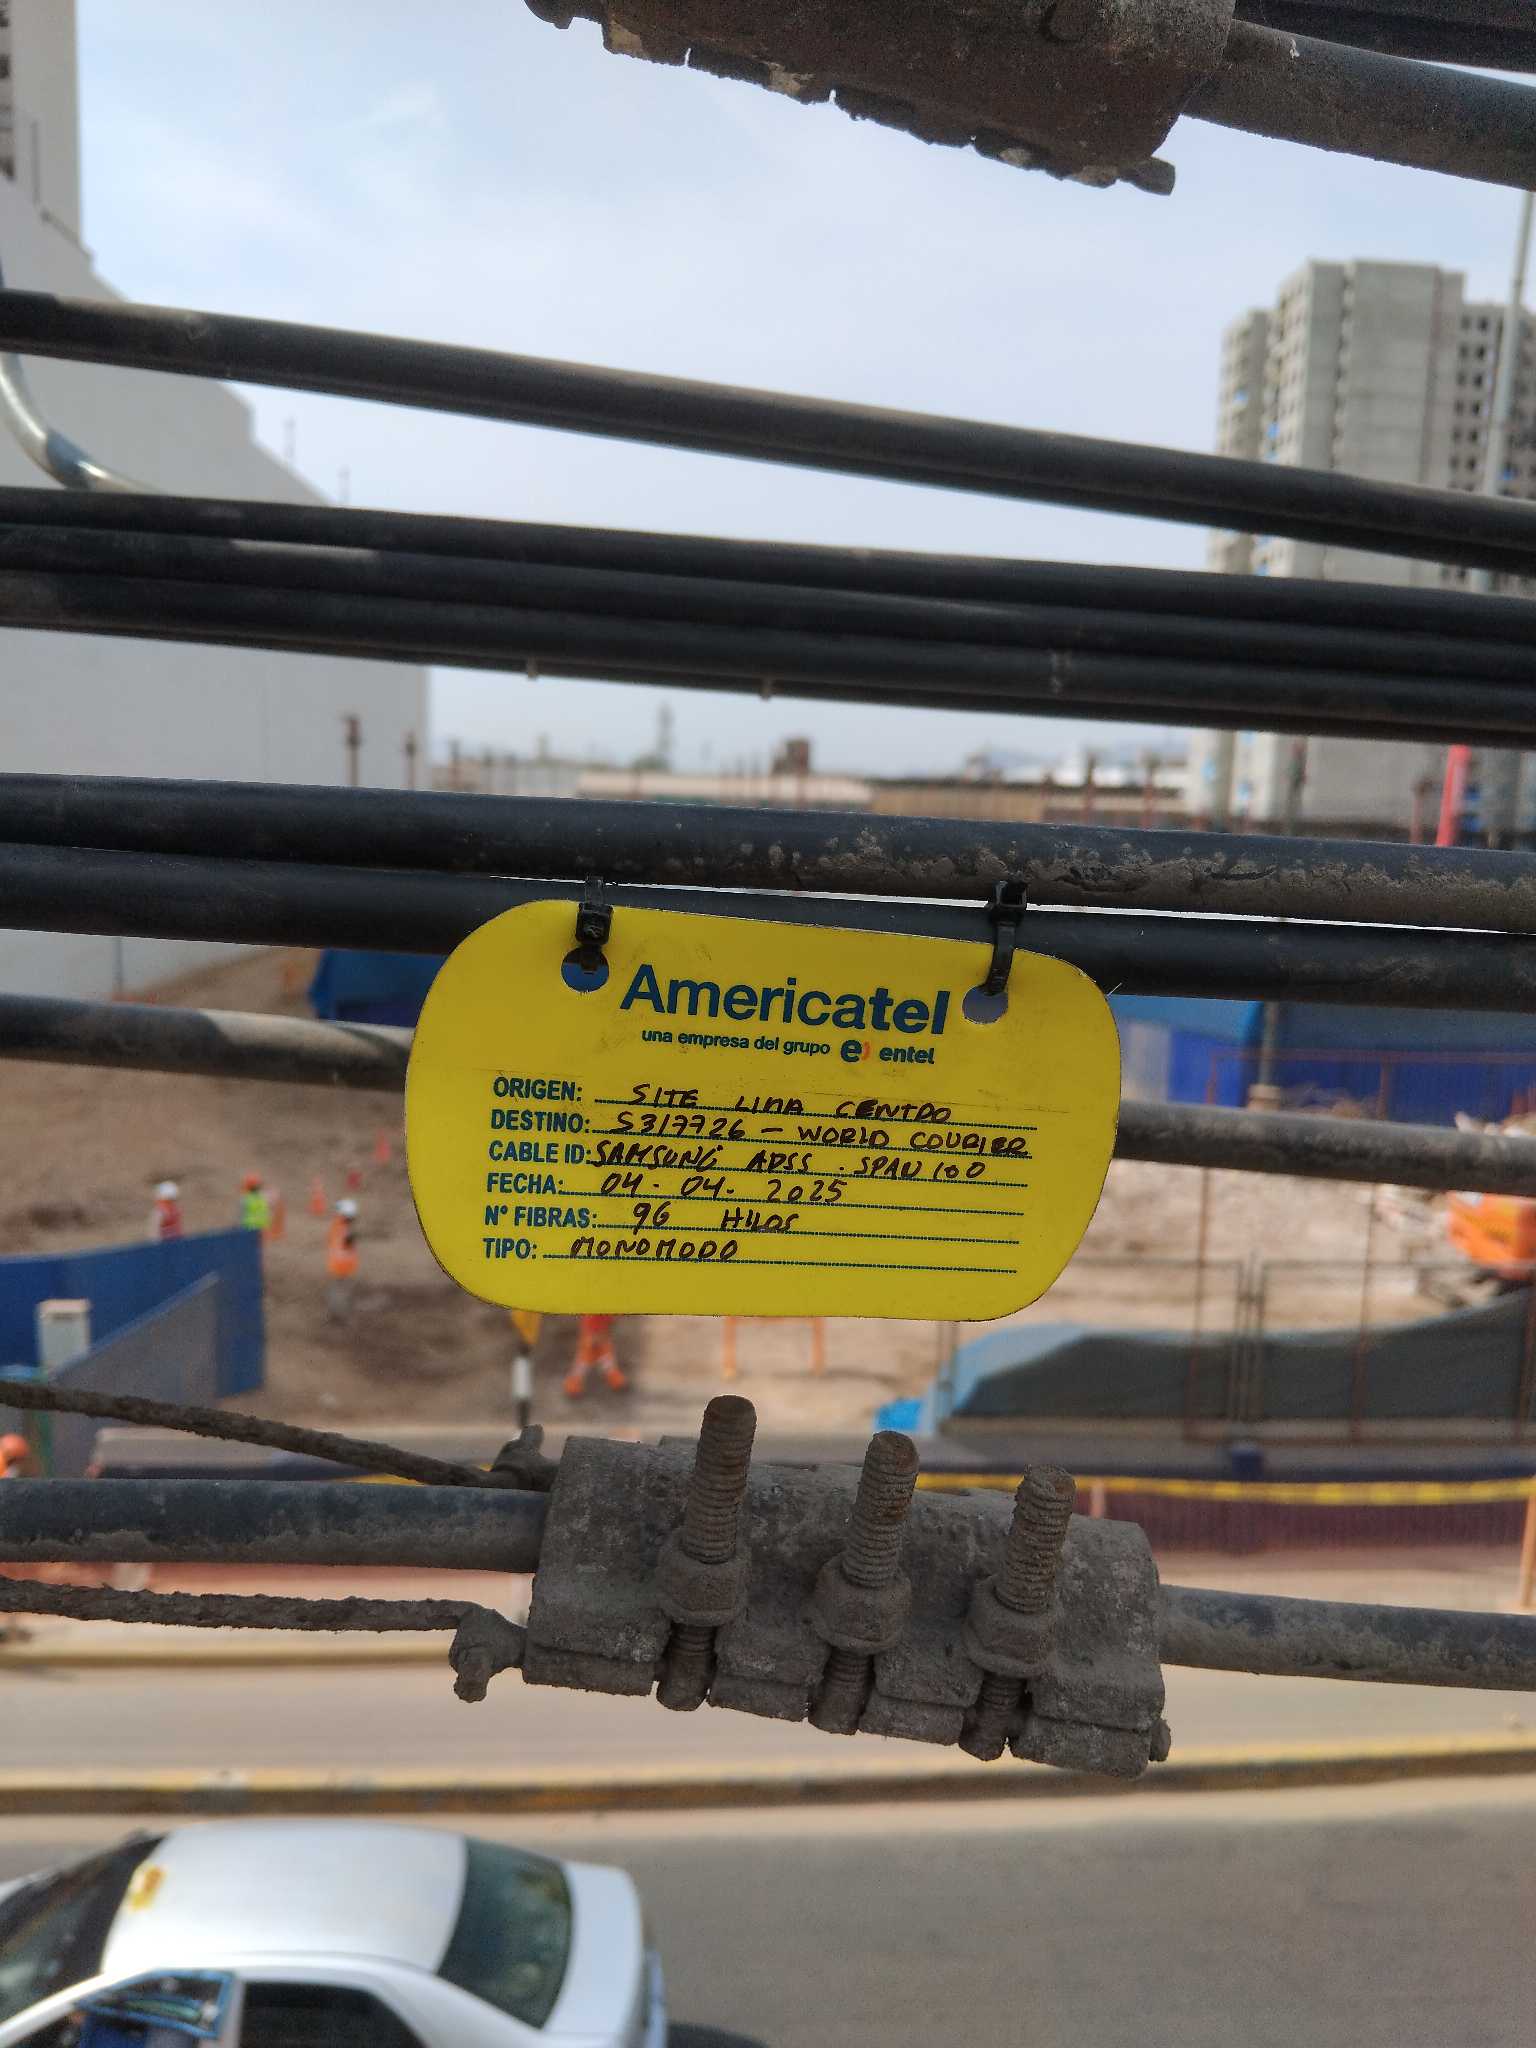 Americatel
una empresa del grupo e) entel
ORIGEN: SITE LIMA CENTRO
DESTINO: S317726 - WORLD COURIER
CABLE ID: SAMSUNG ADSS. SPAN 100
FECHA: 04. 04. 2025
N° FIBRAS: 96 HILOS
TIPO: MONOMODO